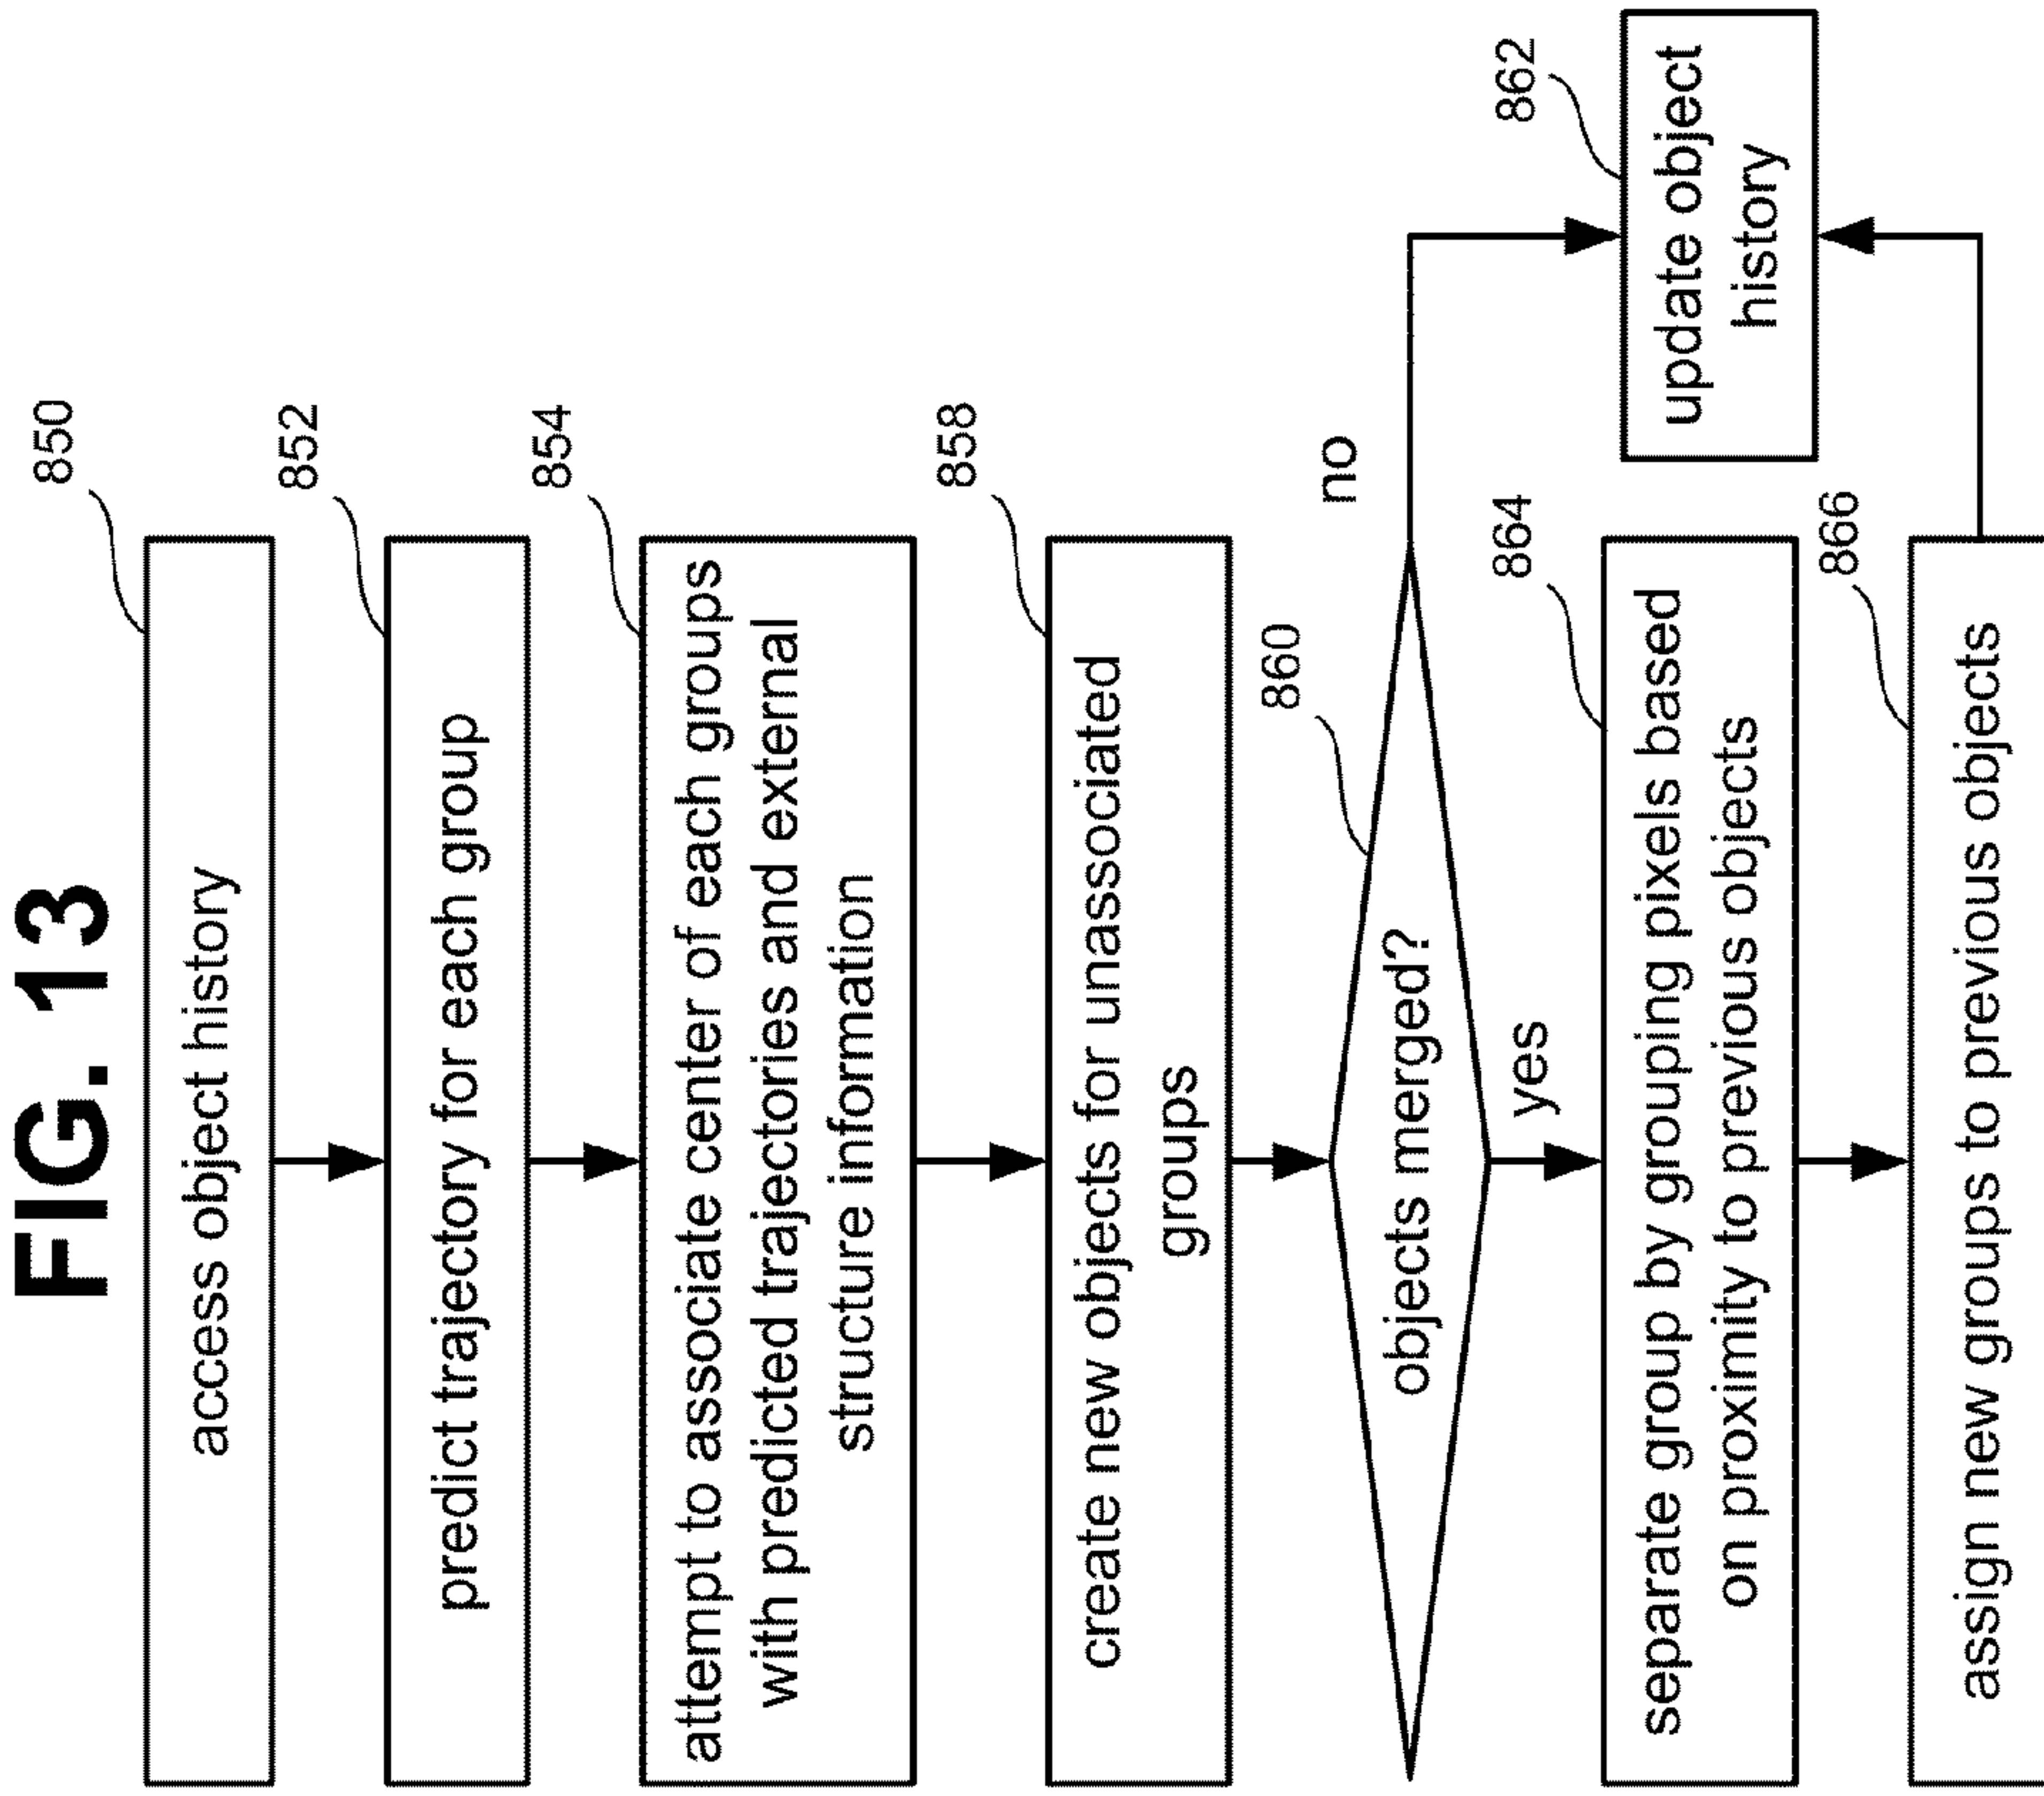 FIG. 13
850
access object history
852
predict trajectory for each group
854
attempt to associate center of each groups
with predicted trajectories and external
structure information
858
create new objects for unassociated
groups
860
objects merged?
no
yes
862
update object
history
864
separate group by grouping pixels based
on proximity to previous objects
866
assign new groups to previous objects